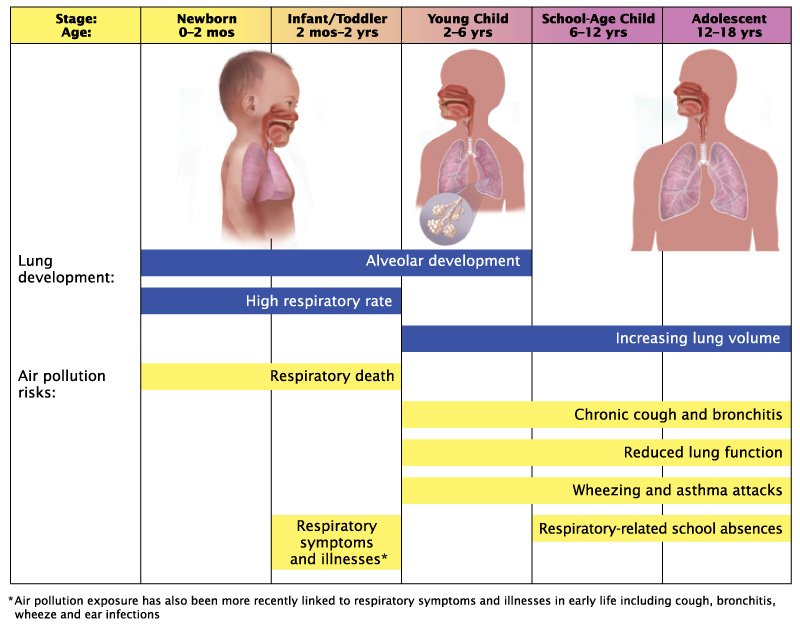 Stage:
Age:
Newborn
0–2 mos
Infant/Toddler
2 mos–2 yrs
Young Child
2–6 yrs
School-Age Child
6–12 yrs
Adolescent
12–18 yrs
Lung
development:
Alveolar development
High respiratory rate
Increasing lung volume
Air pollution
risks:
Respiratory death
Chronic cough and bronchitis
Reduced lung function
Wheezing and asthma attacks
Respiratory
symptoms
and illnesses*
Respiratory-related school absences
*Air pollution exposure has also been more recently linked to respiratory symptoms and illnesses in early life including cough, bronchitis,
wheeze and ear infections